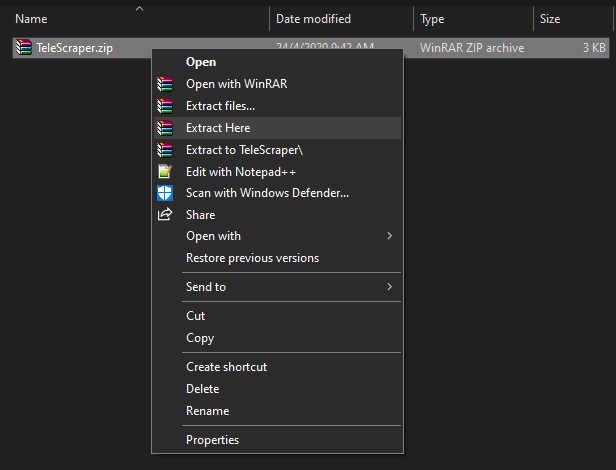 Name Date modified Type Size
TeleScraper.zip 24/4/2020 9:42 AM WinRAR ZIP archive 3 KB
Open
Open with WinRAR
Extract files...
Extract Here
Extract to TeleScraper\
Edit with Notepad++
Scan with Windows Defender...
Share
Open with
Restore previous versions
Send to
Cut
Copy
Create shortcut
Delete
Rename
Properties